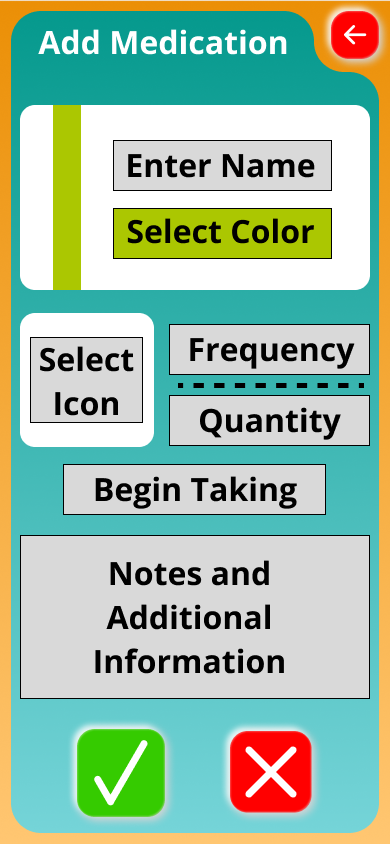 Add Medication
Enter Name
Select Color
Select
Icon
Frequency
Quantity
Begin Taking
Notes and
Additional
Information